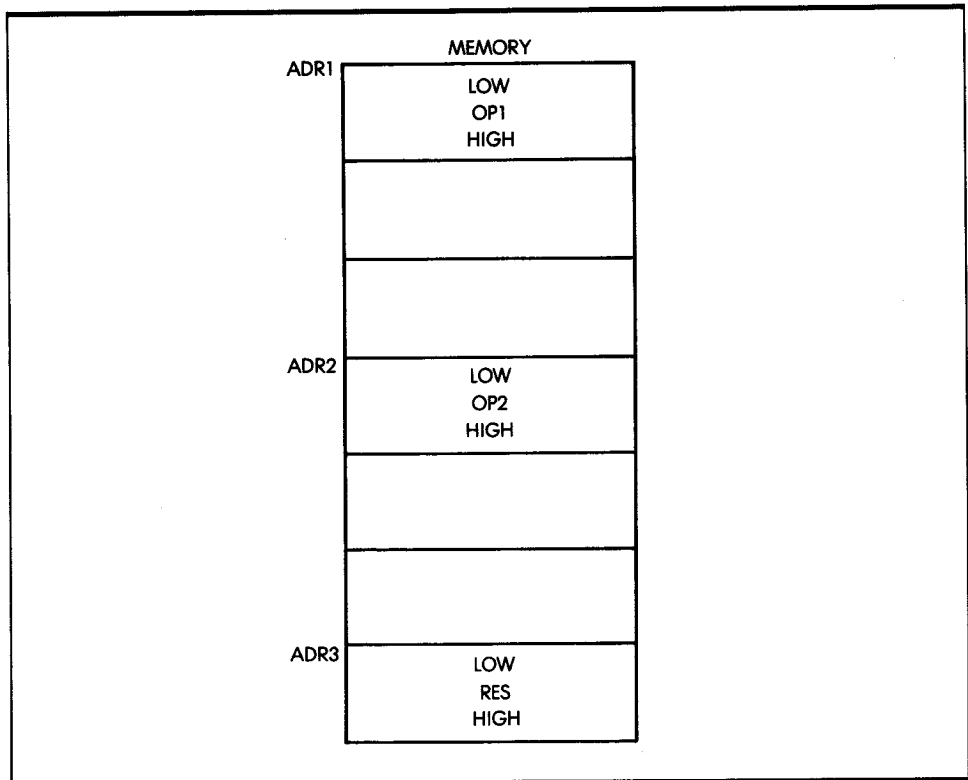 MEMORY
ADR1
LOW
OP1
HIGH
ADR2
LOW
OP2
HIGH
ADR3
LOW
RES
HIGH